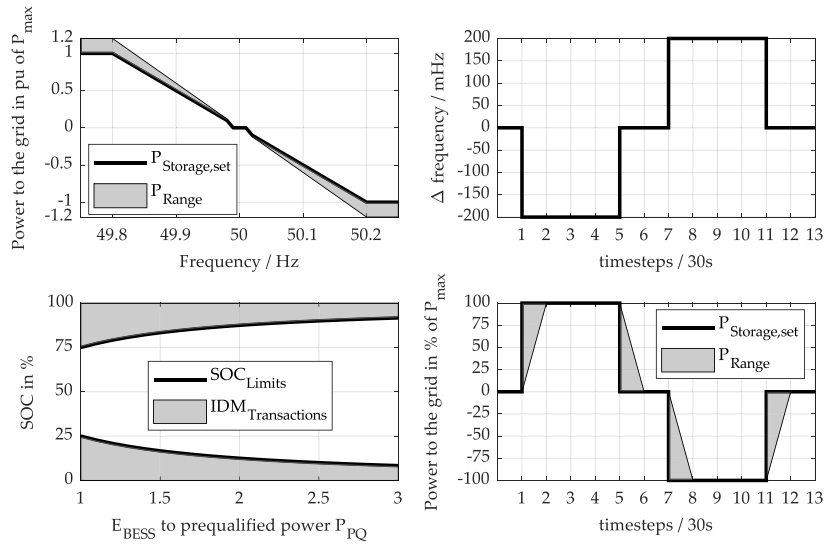 Power to the grid in pu of P_max
1.2
1
0.5
0
-0.5
-1
-1.2
P_Storage,set
P_Range
49.8 49.9 50 50.1 50.2
Frequency / Hz
Δ frequency / mHz
200
150
100
50
0
-50
-100
-150
-200
1 2 3 4 5 6 7 8 9 10 11 12 13
timesteps / 30s
SOC in %
100
75
50
25
0
SOC_Limits
IDM_Transactions
1 1.5 2 2.5 3
E_BESS to prequalified power P_PQ
Power to the grid in % of P_max
100
75
50
25
0
-25
-50
-75
-100
P_Storage,set
P_Range
1 2 3 4 5 6 7 8 9 10 11 12 13
timesteps / 30s